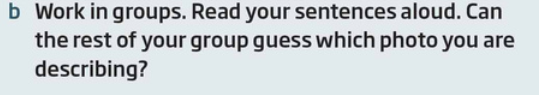 b Work in groups. Read your sentences aloud. Can
the rest of your group guess which photo you are
describing?